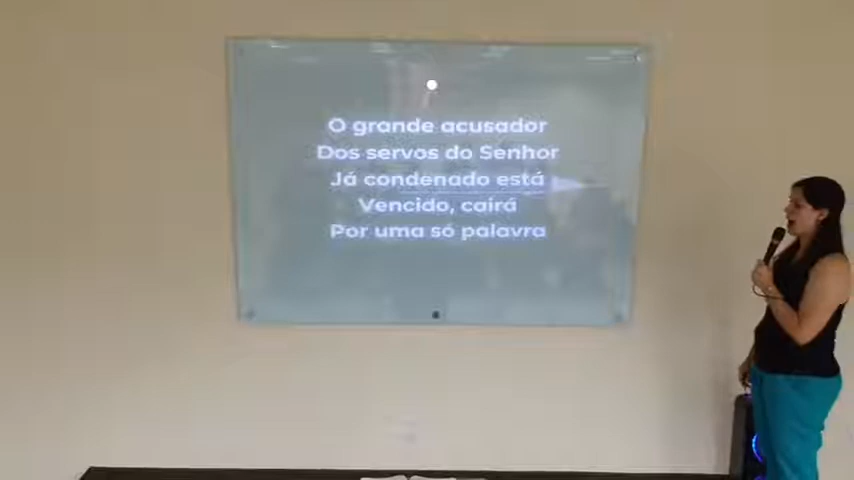 O grande acusador
Dos servos do Senhor
Já condenado está
Vencido, cairá
Por uma só palavra